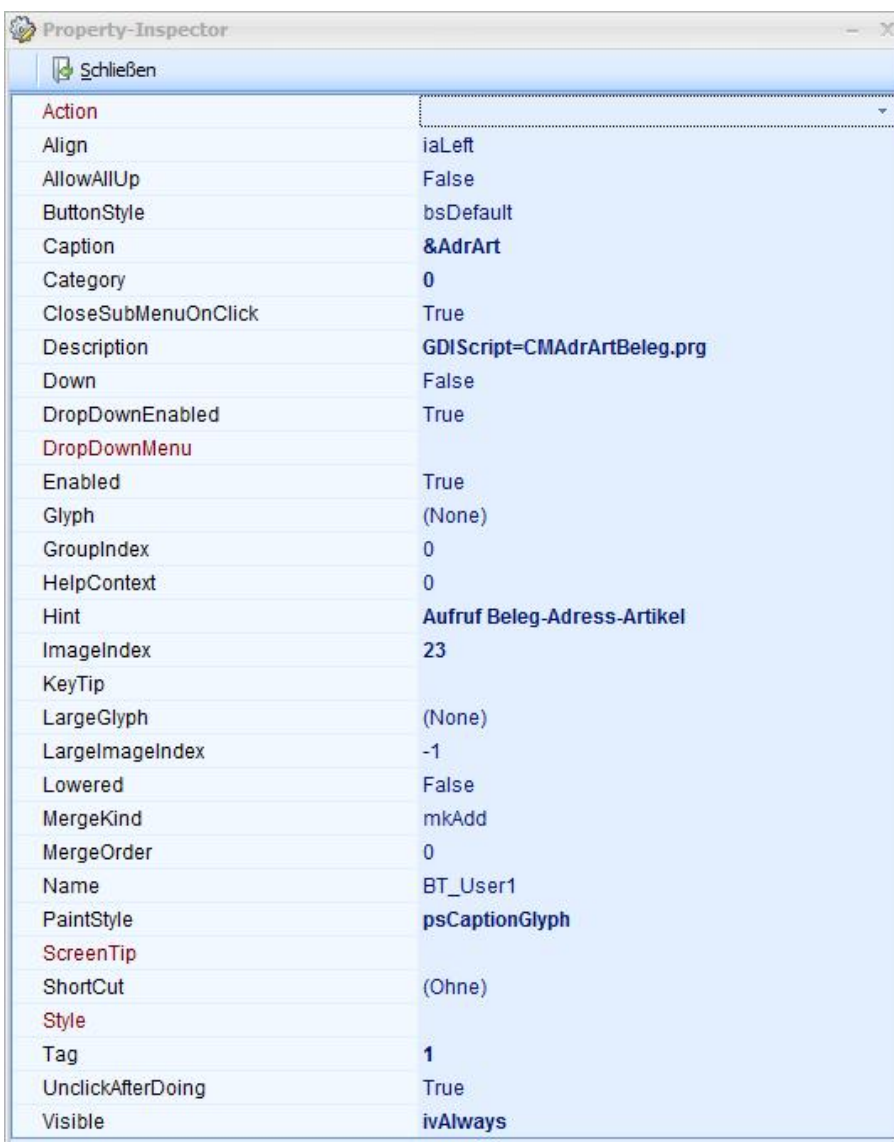 Property-Inspector
Schließen
Action
Align iaLeft
AllowAllUp False
ButtonStyle bsDefault
Caption &AdrArt
Category 0
CloseSubMenuOnClick True
Description GDIScript=CMAdrArtBeleg.prg
Down False
DropDownEnabled True
DropDownMenu
Enabled True
Glyph (None)
GroupIndex 0
HelpContext 0
Hint Aufruf Beleg-Adress-Artikel
ImageIndex 23
KeyTip
LargeGlyph (None)
LargeImageIndex -1
Lowered False
MergeKind mkAdd
MergeOrder 0
Name BT_User1
PaintStyle psCaptionGlyph
ScreenTip
ShortCut (Ohne)
Style
Tag 1
UnclickAfterDoing True
Visible ivAlways